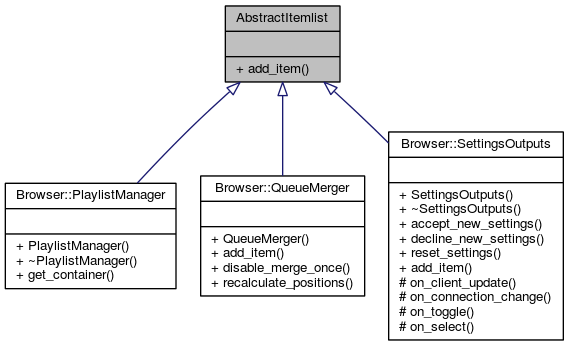 AbstractItemlist
+ add_item()
Browser::PlaylistManager
+ PlaylistManager()
+ ~PlaylistManager()
+ get_container()
Browser::QueueMerger
+ QueueMerger()
+ add_item()
+ disable_merge_once()
+ recalculate_positions()
Browser::SettingsOutputs
+ SettingsOutputs()
+ ~SettingsOutputs()
+ accept_new_settings()
+ decline_new_settings()
+ reset_settings()
+ add_item()
# on_client_update()
# on_connection_change()
# on_toggle()
# on_select()